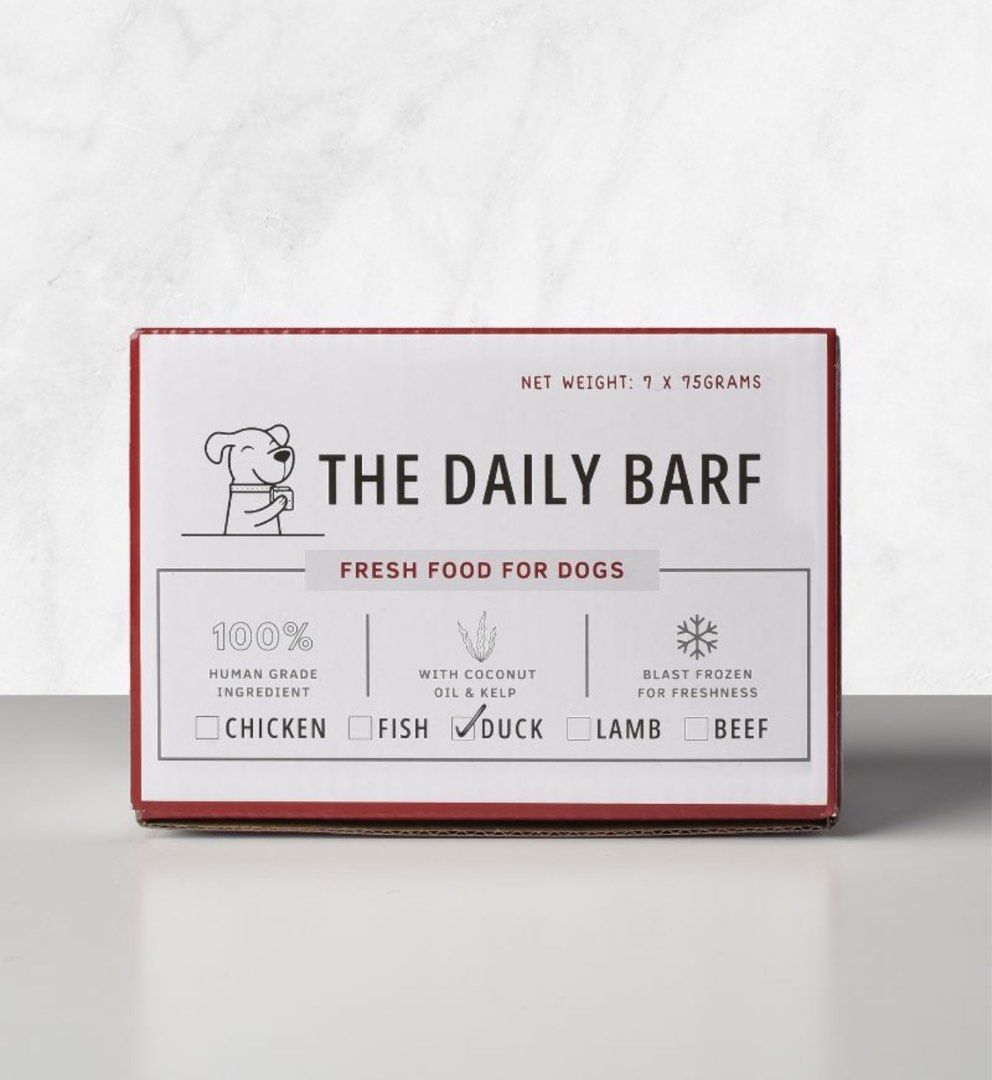 NET WEIGHT: 7 X 75GRAMS
THE DAILY BARF
FRESH FOOD FOR DOGS
100%
HUMAN GRADE
INGREDIENT
WITH COCONUT
OIL & KELP
BLAST FROZEN
FOR FRESHNESS
CHICKEN FISH DUCK LAMB BEEF